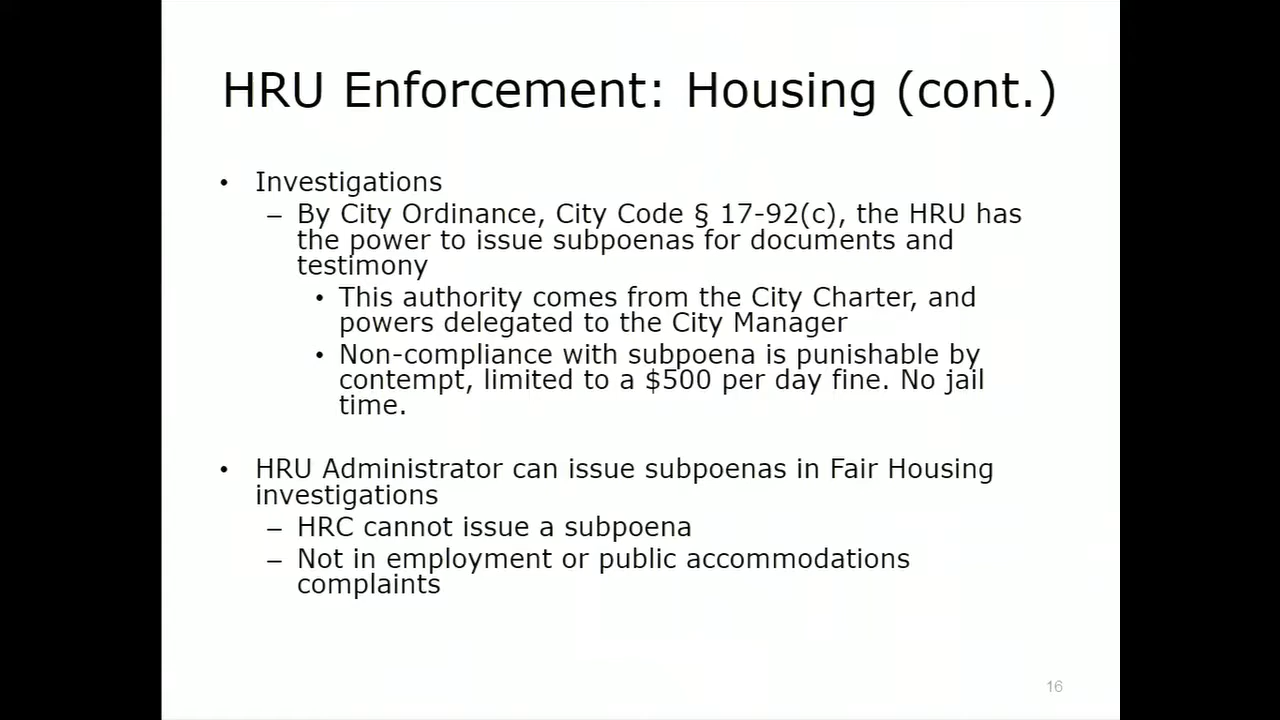 HRU Enforcement: Housing (cont.)
• Investigations
– By City Ordinance, City Code § 17-92(c), the HRU has
the power to issue subpoenas for documents and
testimony
• This authority comes from the City Charter, and
powers delegated to the City Manager
• Non-compliance with subpoena is punishable by
contempt, limited to a $500 per day fine. No jail
time.
• HRU Administrator can issue subpoenas in Fair Housing
investigations
– HRC cannot issue a subpoena
– Not in employment or public accommodations
complaints
16